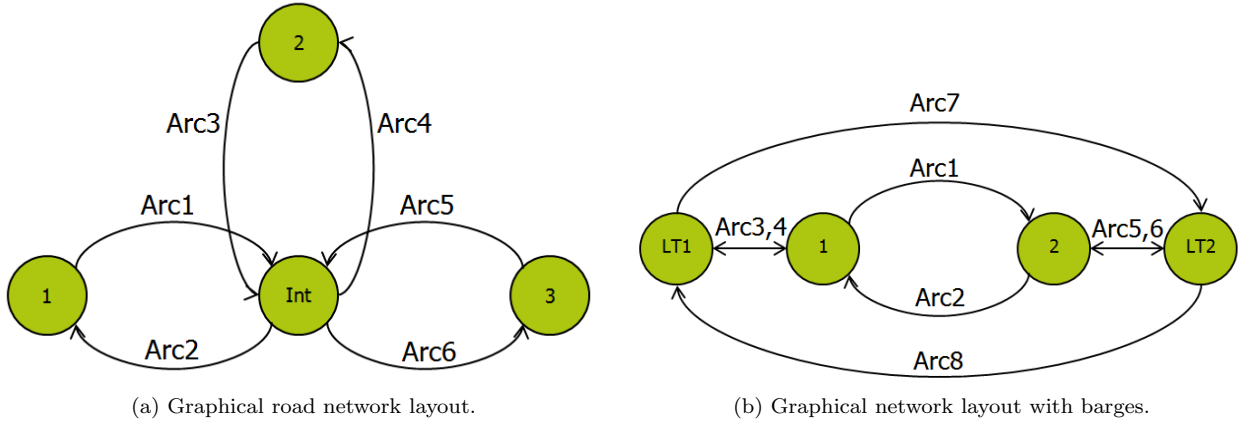 2
Arc3
Arc4
Arc1
Arc5
1
Int
3
Arc2
Arc6
(a) Graphical road network layout.
Arc7
Arc1
LT1
Arc3,4
1
2
Arc5,6
LT2
Arc2
Arc8
(b) Graphical network layout with barges.